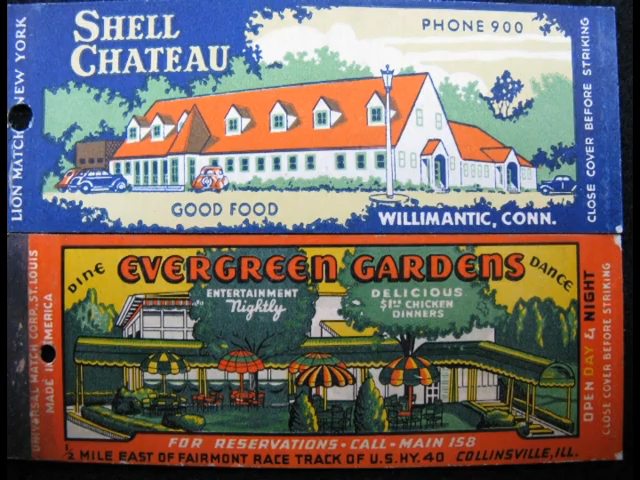 LION MATCH, NEW YORK
SHELL
CHATEAU
PHONE 900
GOOD FOOD
WILLIMANTIC, CONN.
CLOSE COVER BEFORE STRIKING
UNIVERSAL MATCH CORP., ST. LOUIS
MADE IN AMERICA
DINE EVERGREEN GARDENS DANCE
ENTERTAINMENT
Nightly
DELICIOUS
CHICKEN
DINNERS
OPEN DAY & NIGHT
CLOSE COVER BEFORE STRIKING
FOR RESERVATIONS - CALL - MAIN 158
1/2 MILE EAST OF FAIRMONT RACE TRACK OF U.S. HY. 40 COLLINSVILLE, ILL.